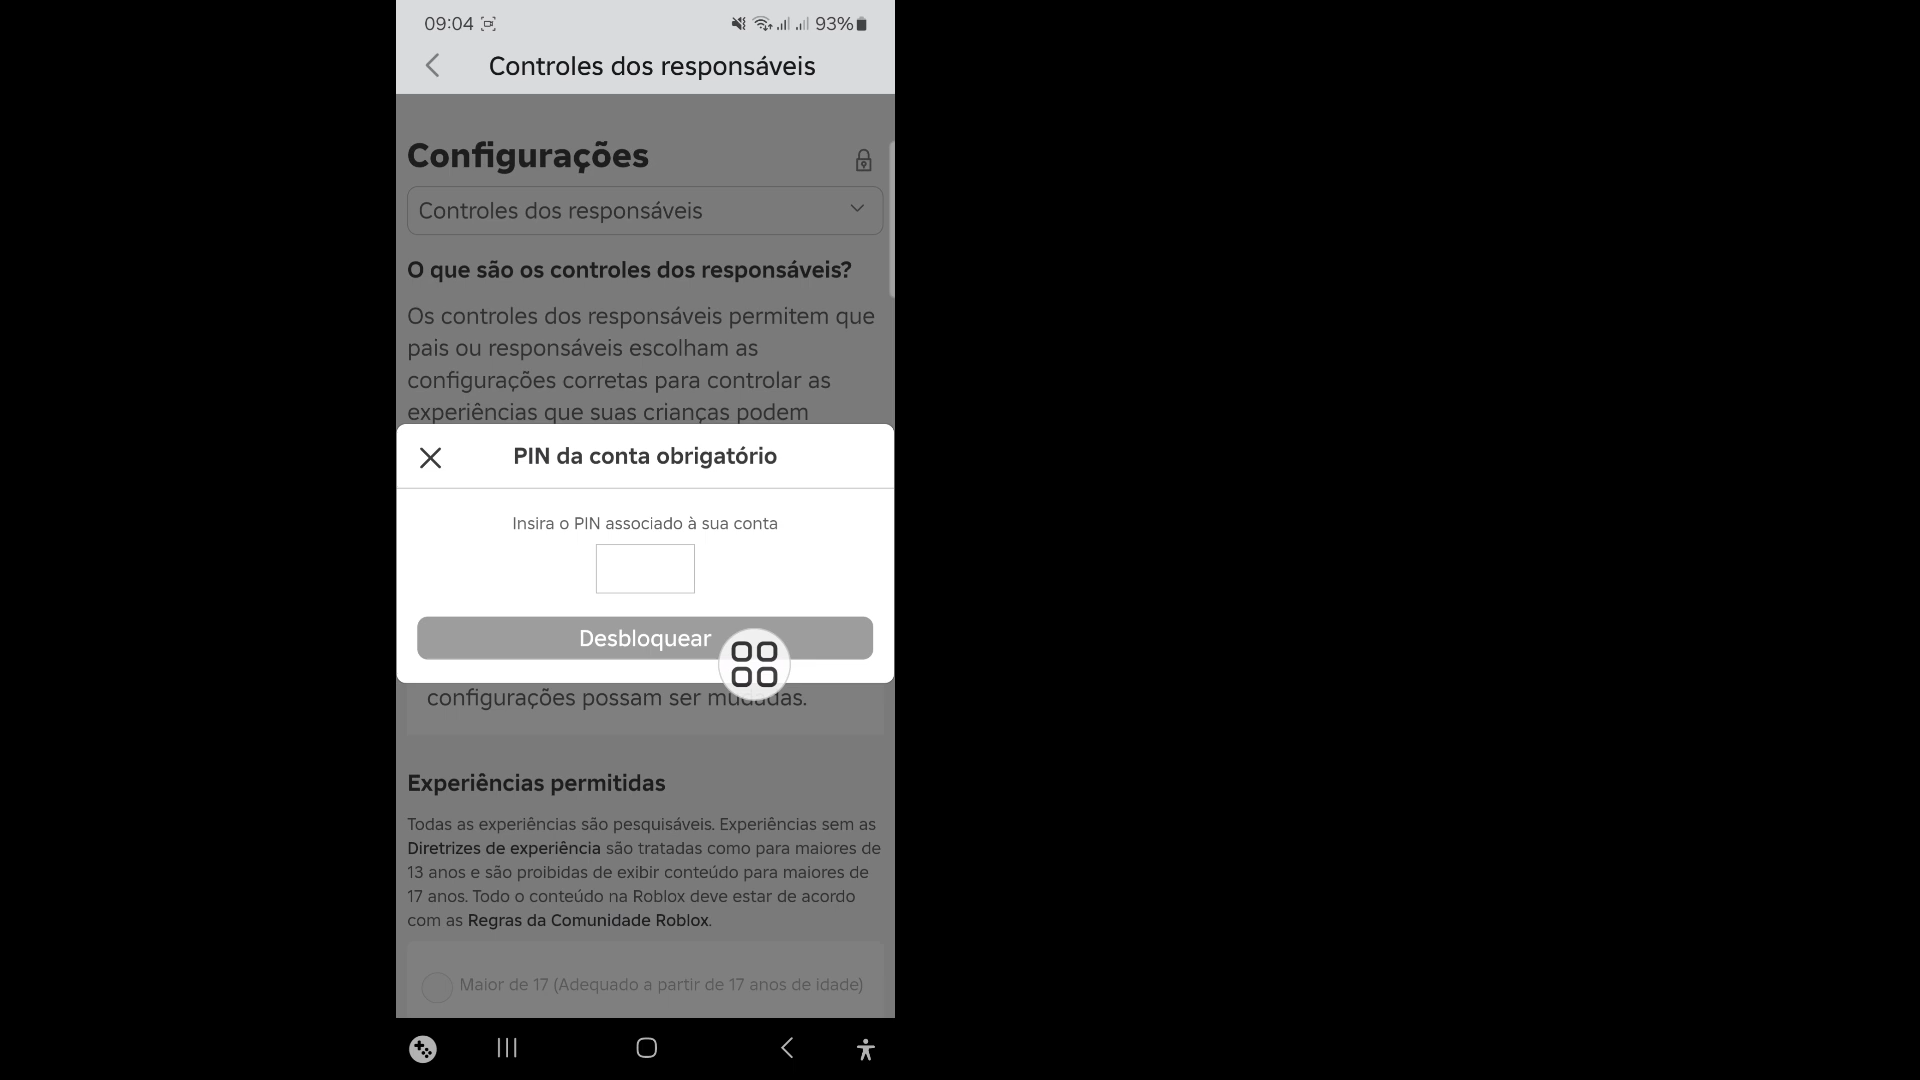 09:04 93%
Controles dos responsáveis
Configurações
Controles dos responsáveis
O que são os controles dos responsáveis?
Os controles dos responsáveis permitem que
pais ou responsáveis escolham as
configurações corretas para controlar as
experiências que suas crianças podem
PIN da conta obrigatório
Insira o PIN associado à sua conta
Desbloquear
configurações possam ser mudadas.
Experiências permitidas
Todas as experiências são pesquisáveis. Experiências sem as
Diretrizes de experiência são tratadas como para maiores de
13 anos e são proibidas de exibir conteúdo para maiores de
17 anos. Todo o conteúdo na Roblox deve estar de acordo
com as Regras da Comunidade Roblox.
Maior de 17 (Adequado a partir de 17 anos de idade)